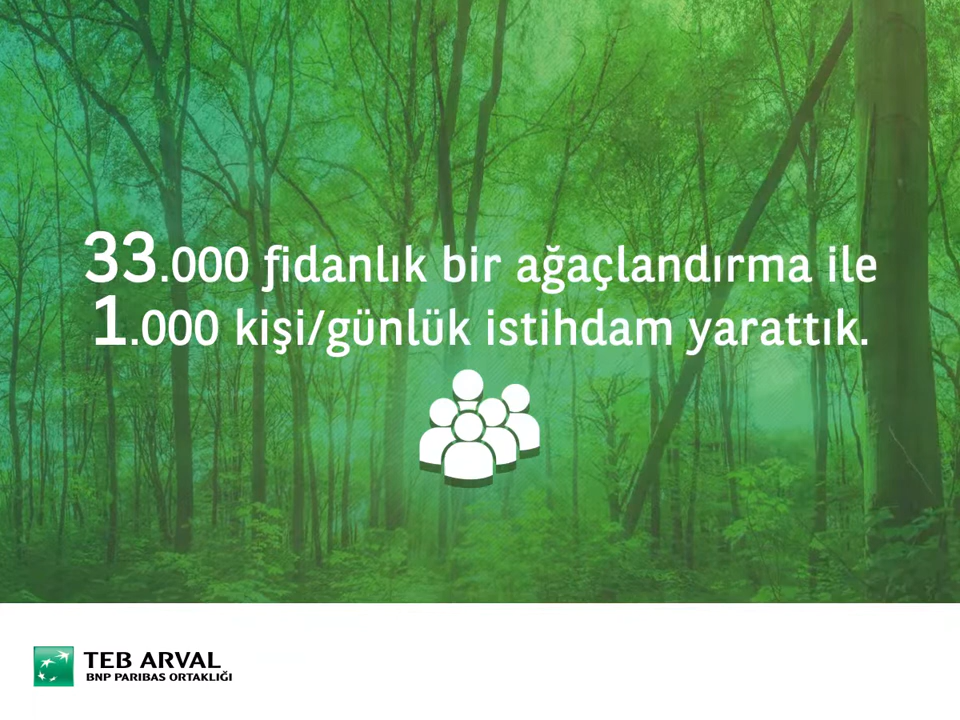 33.000 fidanlık bir ağaçlandırma ile
1.000 kişi/günlük istihdam yarattık.
TEB ARVAL
BNP PARIBAS ORTAKLIĞI